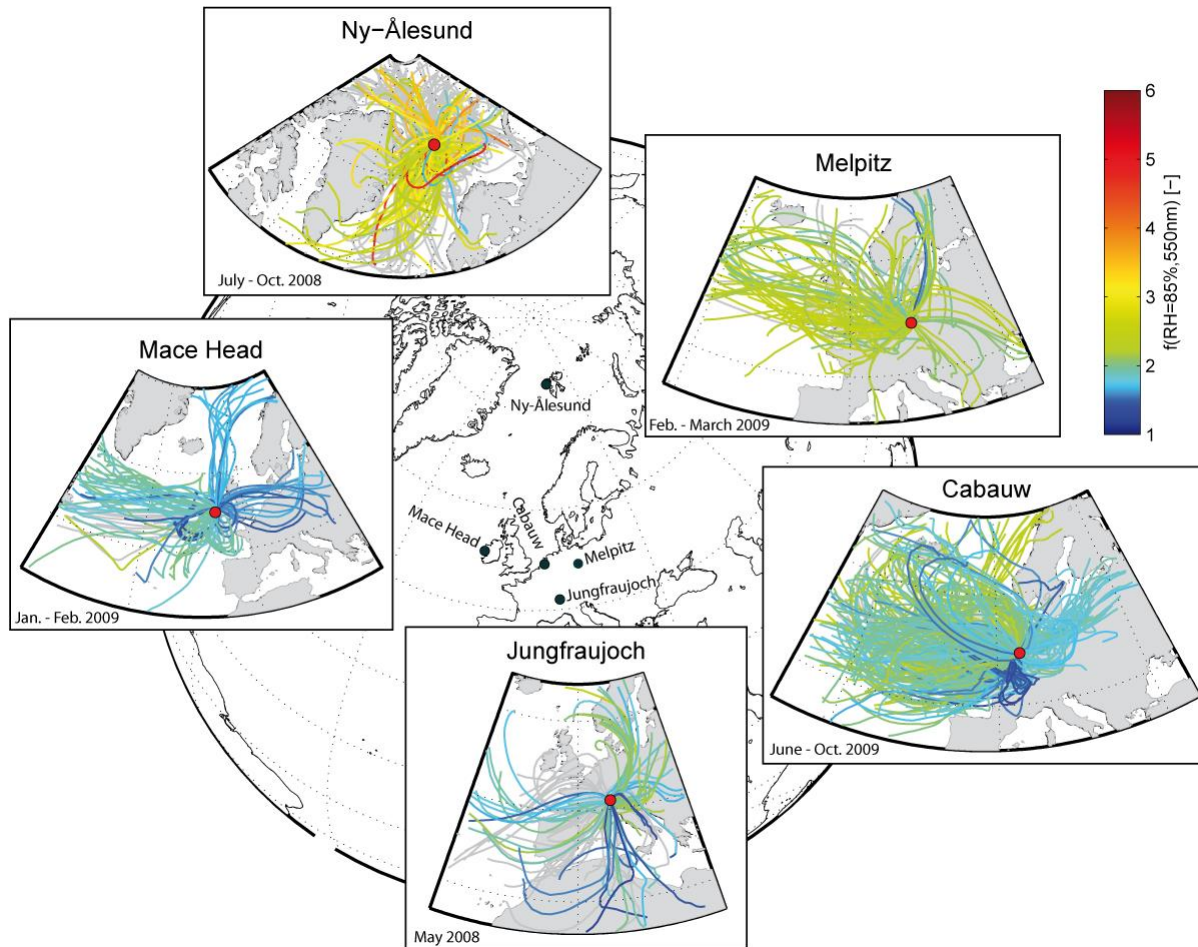 Ny-Ålesund
July - Oct. 2008
Melpitz
Feb. - March 2009
6
5
4
3
2
1
f(RH=85%,550nm) [-]
Mace Head
Jan. - Feb. 2009
Ny-Ålesund
Mace Head
Cabauw
Melpitz
Jungfraujoch
Cabauw
June - Oct. 2009
Jungfraujoch
May 2008